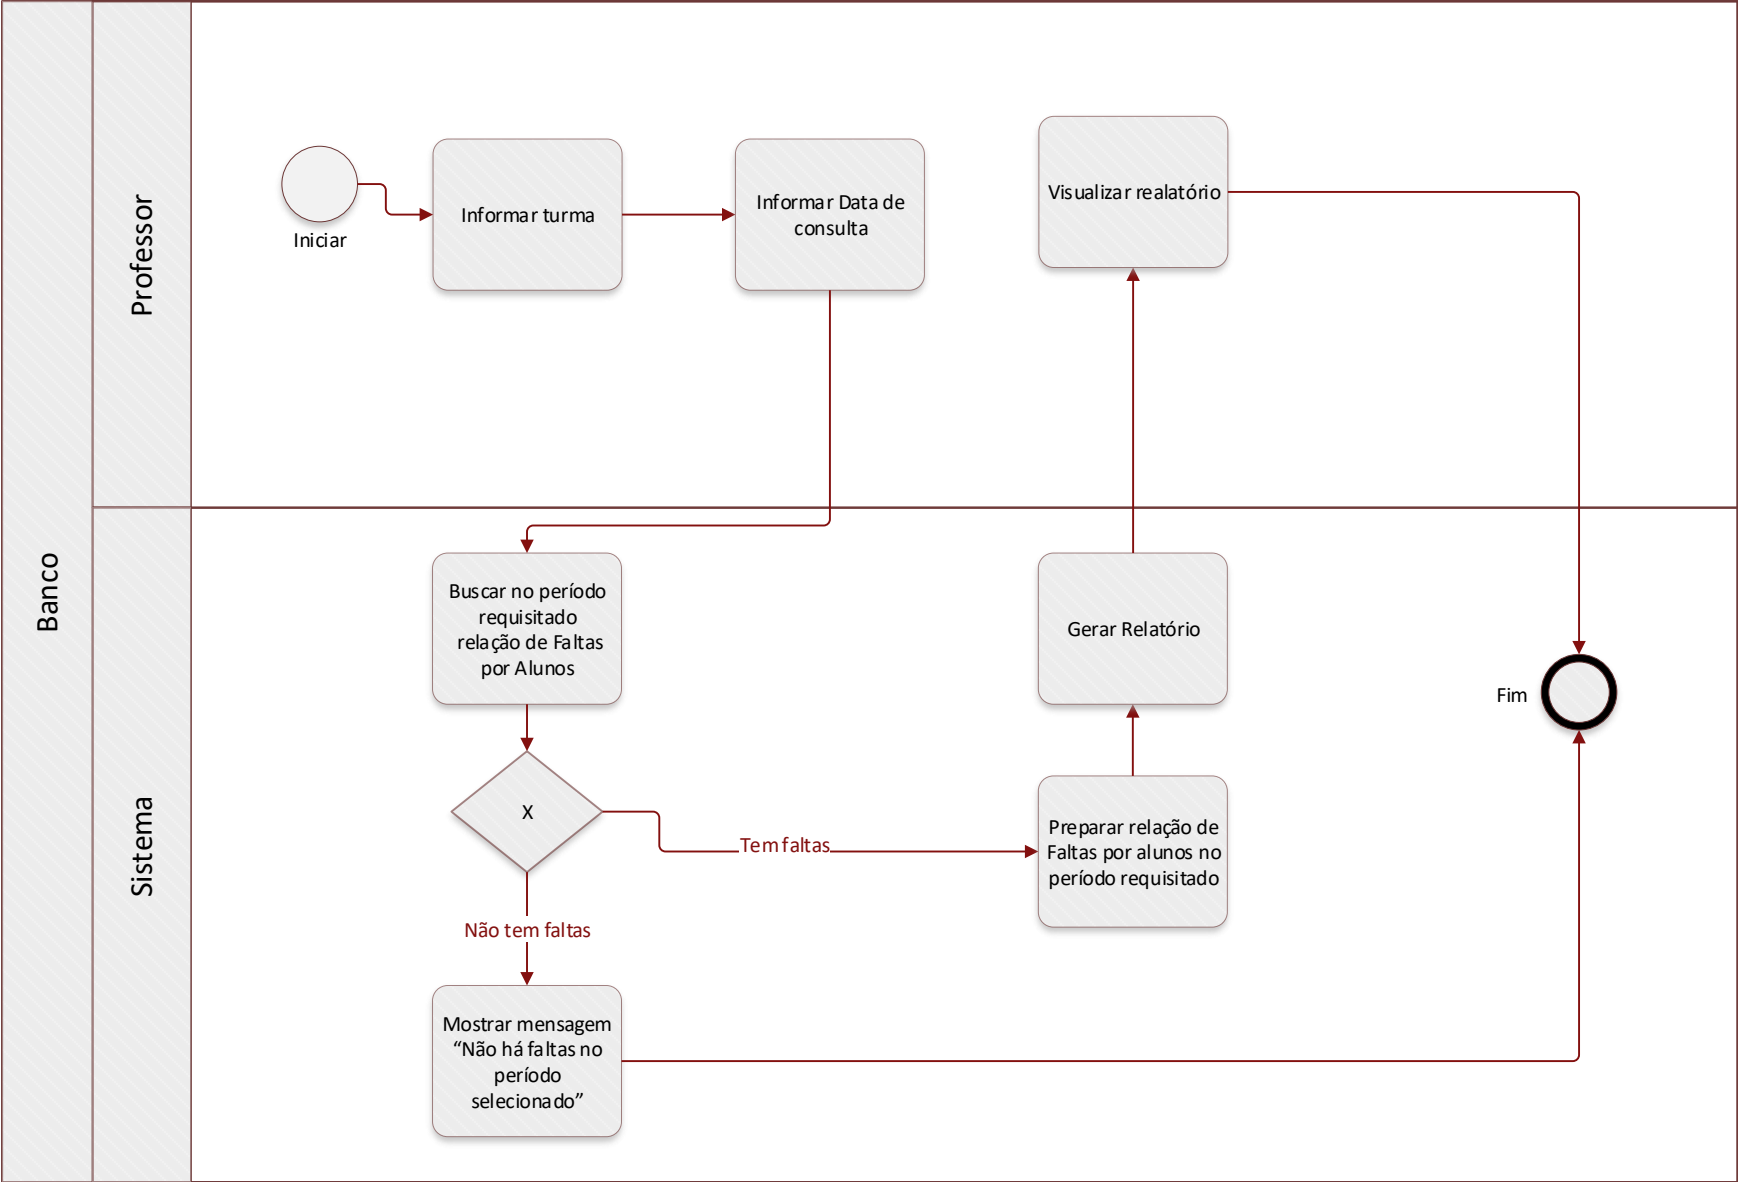 Banco
Professor
Iniciar
Informar turma
Informar Data de
consulta
Visualizar realatório
Sistema
Buscar no período
requisitado
relação de Faltas
por Alunos
X
Tem faltas
Não tem faltas
Mostrar mensagem
“Não há faltas no
período
selecionado”
Preparar relação de
Faltas por alunos no
período requisitado
Gerar Relatório
Fim